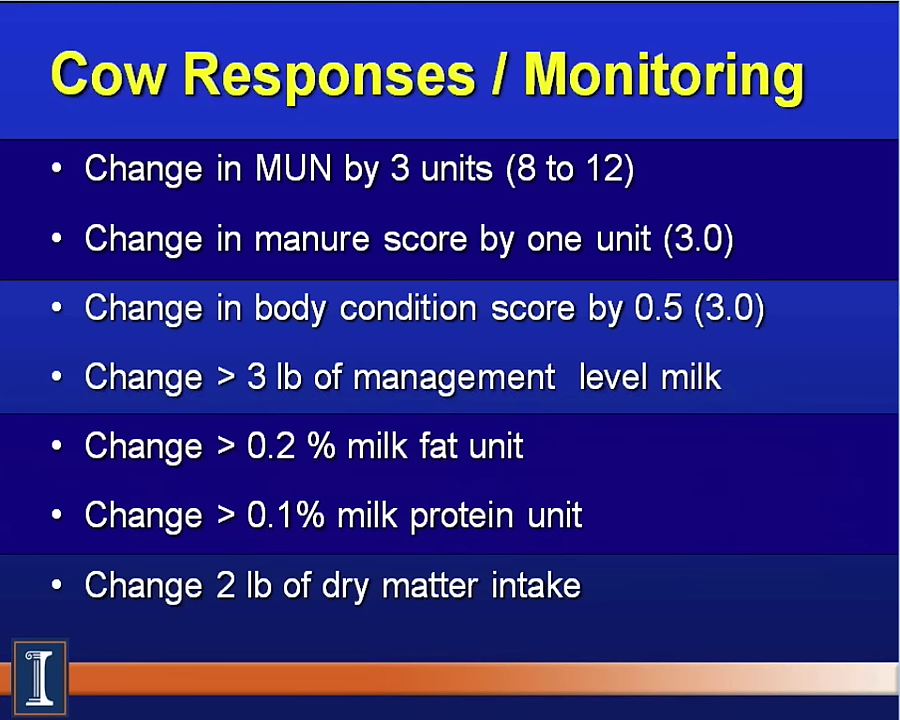 Cow Responses / Monitoring
• Change in MUN by 3 units (8 to 12)
• Change in manure score by one unit (3.0)
• Change in body condition score by 0.5 (3.0)
• Change > 3 lb of management  level milk
• Change > 0.2 % milk fat unit
• Change > 0.1% milk protein unit
• Change 2 lb of dry matter intake
I